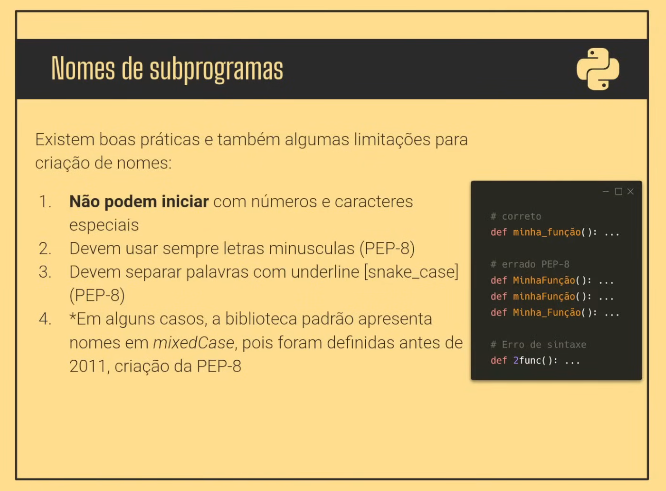 Nomes de subprogramas
Existem boas práticas e também algumas limitações para
criação de nomes:
1. Não podem iniciar com números e caracteres
especiais
2. Devem usar sempre letras minusculas (PEP-8)
3. Devem separar palavras com underline [snake_case]
(PEP-8)
4. *Em alguns casos, a biblioteca padrão apresenta
nomes em mixedCase, pois foram definidas antes de
2011, criação da PEP-8
# correto
def minha_função(): ...
# errado PEP-8
def MinhaFunção(): ...
def minhaFunção(): ...
def Minha_Função(): ...
# Erro de sintaxe
def 2func(): ...